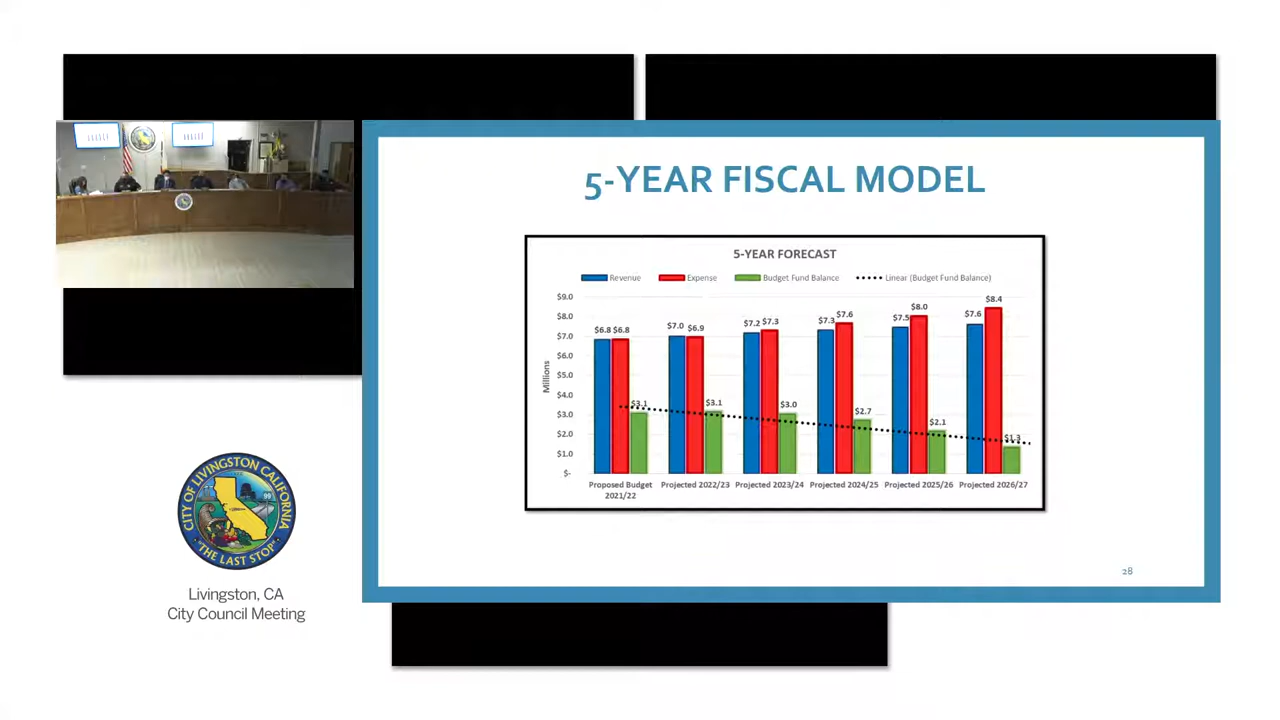 5-YEAR FISCAL MODEL
5-YEAR FORECAST
Revenue Expense Budget Fund Balance Linear (Budget Fund Balance)
Millions
$9.0
$8.0
$7.0
$6.0
$5.0
$4.0
$3.0
$2.0
$1.0
$-
$6.8 $6.8 $3.1
$7.0 $6.9 $3.1
$7.2 $7.3 $3.0
$7.3 $7.6 $2.7
$7.5 $8.0 $2.1
$7.6 $8.4 $1.3
Proposed Budget
2021/22
Projected 2022/23
Projected 2023/24
Projected 2024/25
Projected 2025/26
Projected 2026/27
28
CITY OF LIVINGSTON CALIFORNIA
99
"THE LAST STOP"
Livingston, CA
City Council Meeting